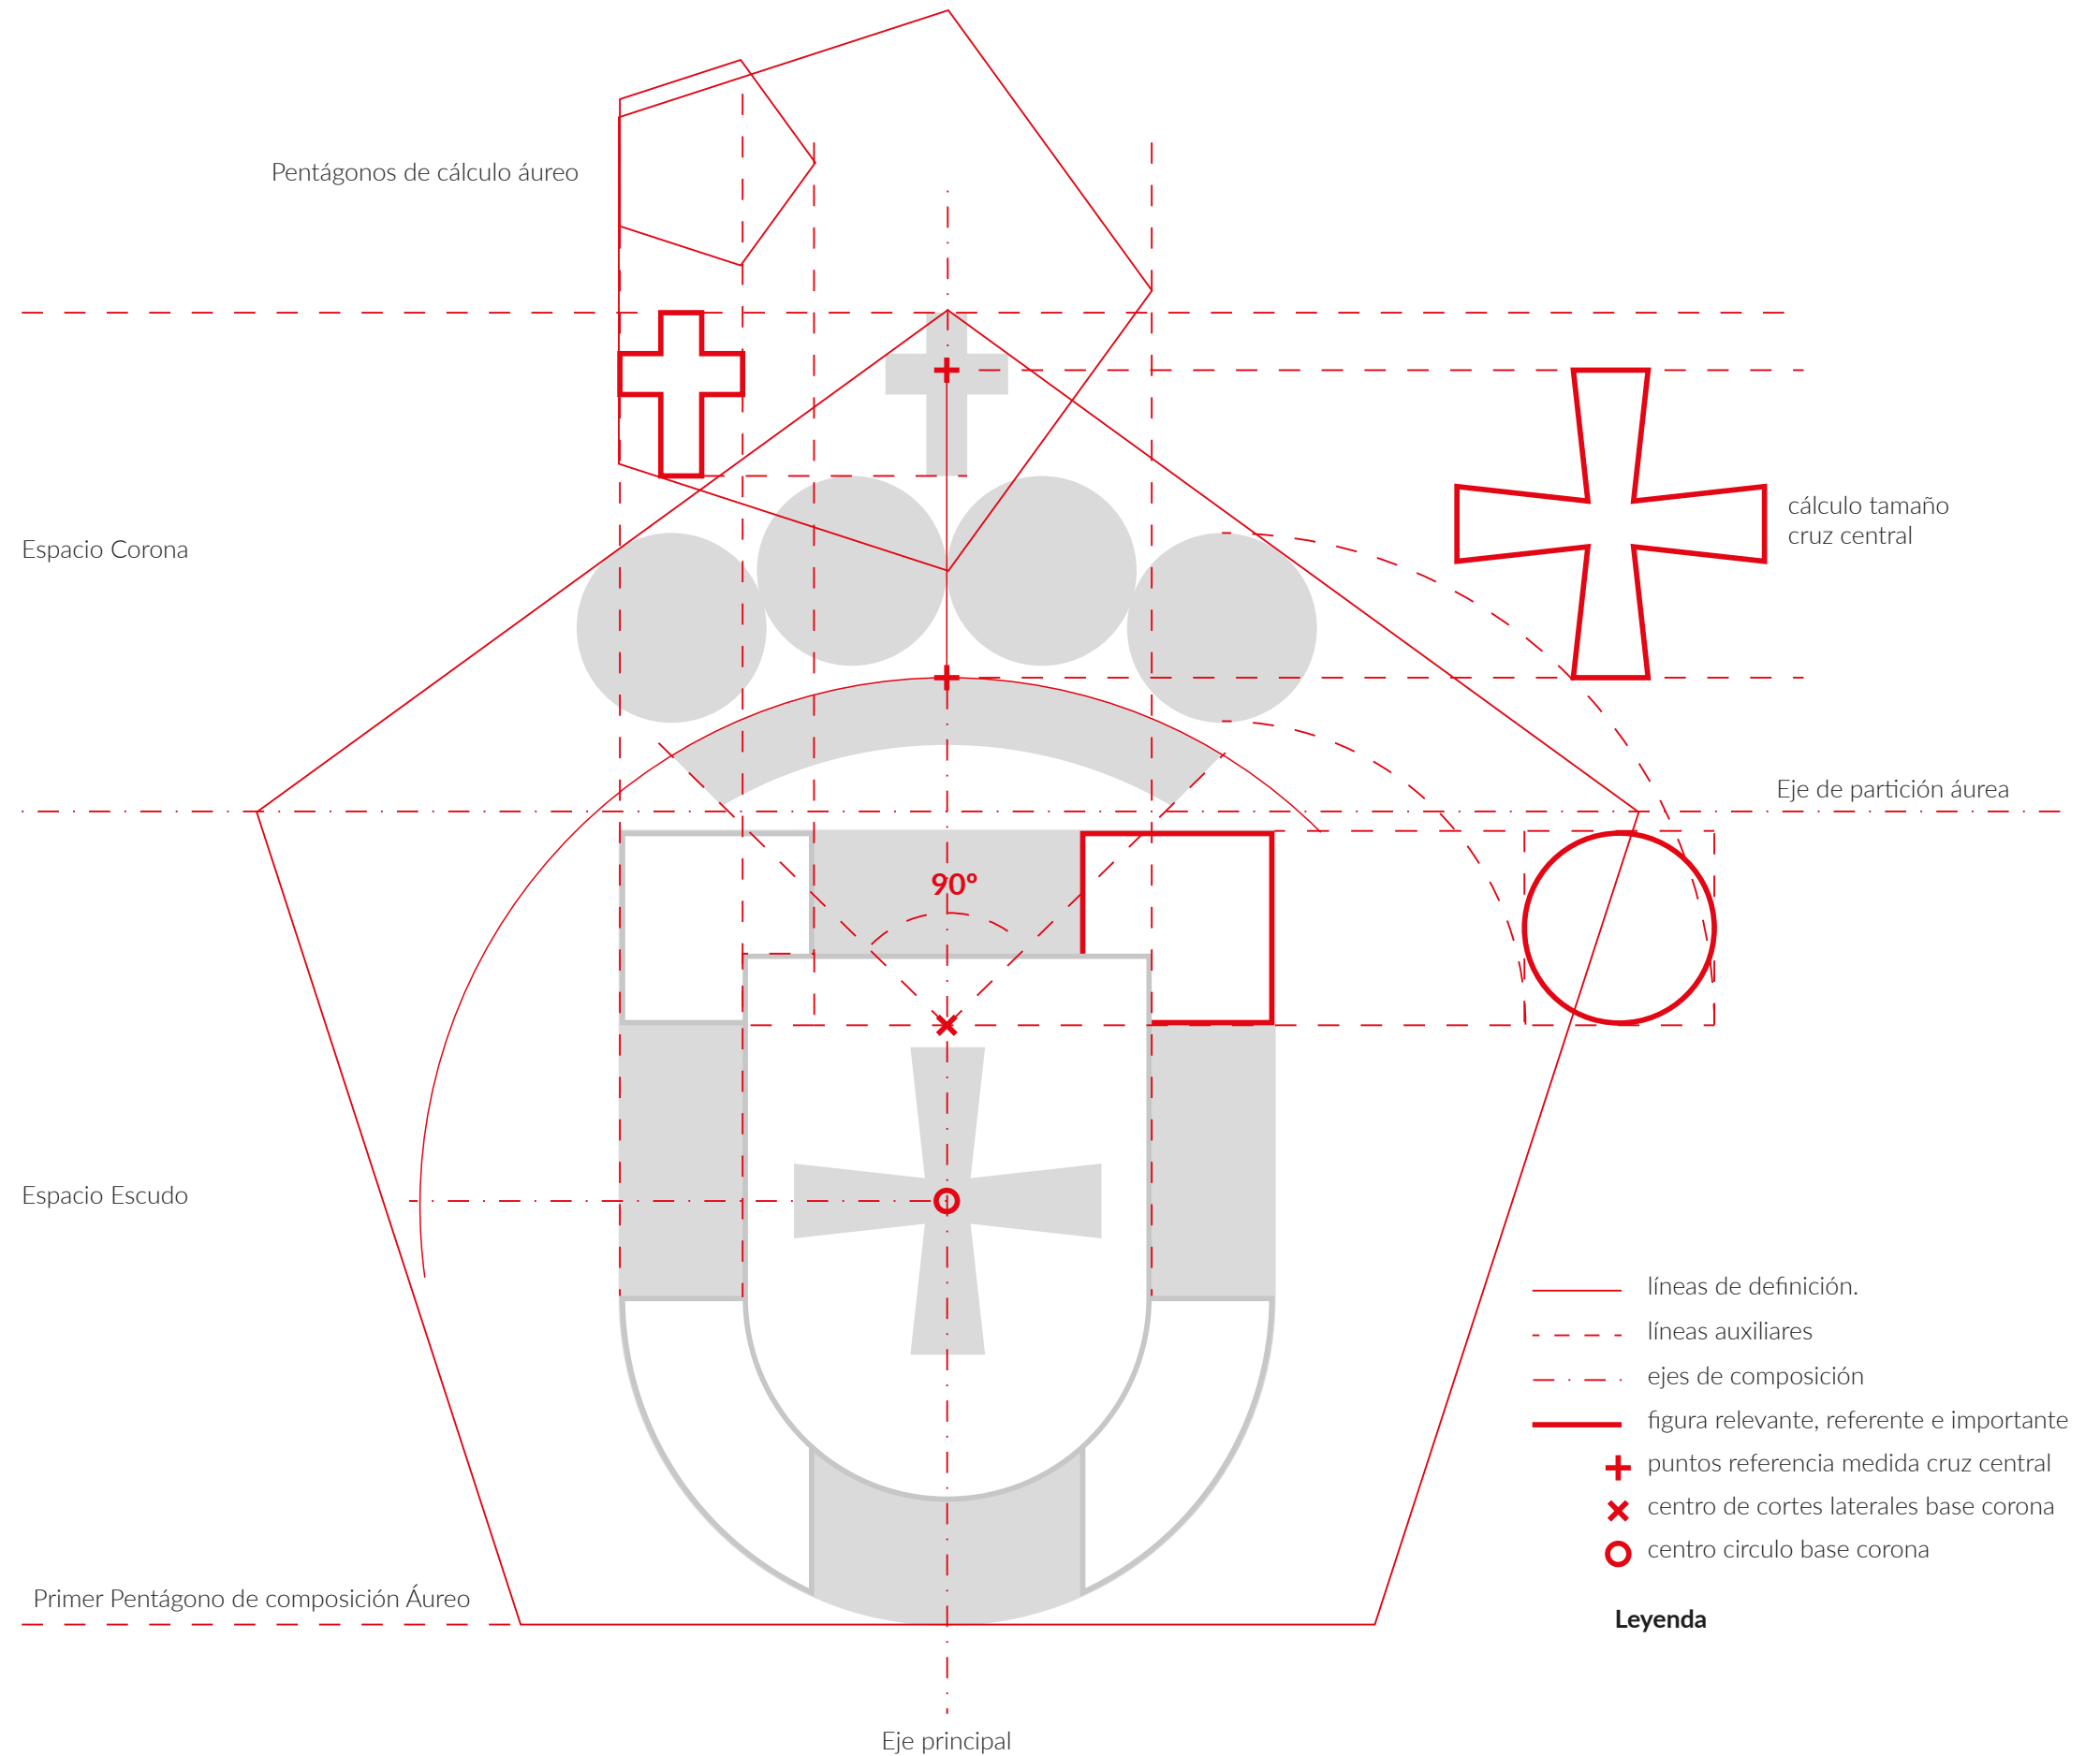 Pentágonos de cálculo áureo
cálculo tamaño
cruz central
Espacio Corona
Eje de partición áurea
90º
Espacio Escudo
líneas de definición.
líneas auxiliares
ejes de composición
figura relevante, referente e importante
puntos referencia medida cruz central
centro de cortes laterales base corona
centro circulo base corona
Primer Pentágono de composición Áureo
Leyenda
Eje principal